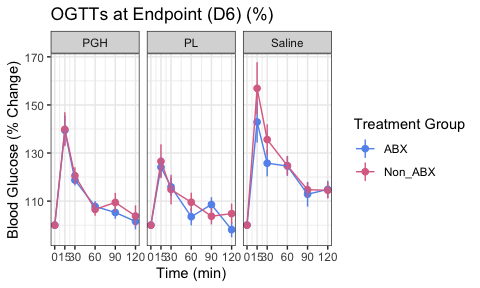 OGTTs at Endpoint (D6) (%)
PGH PL Saline
Blood Glucose (% Change)
170
150
130
110
0 15 30 60 90 120 0 15 30 60 90 120 0 15 30 60 90 120
Time (min)
Treatment Group
ABX
Non_ABX